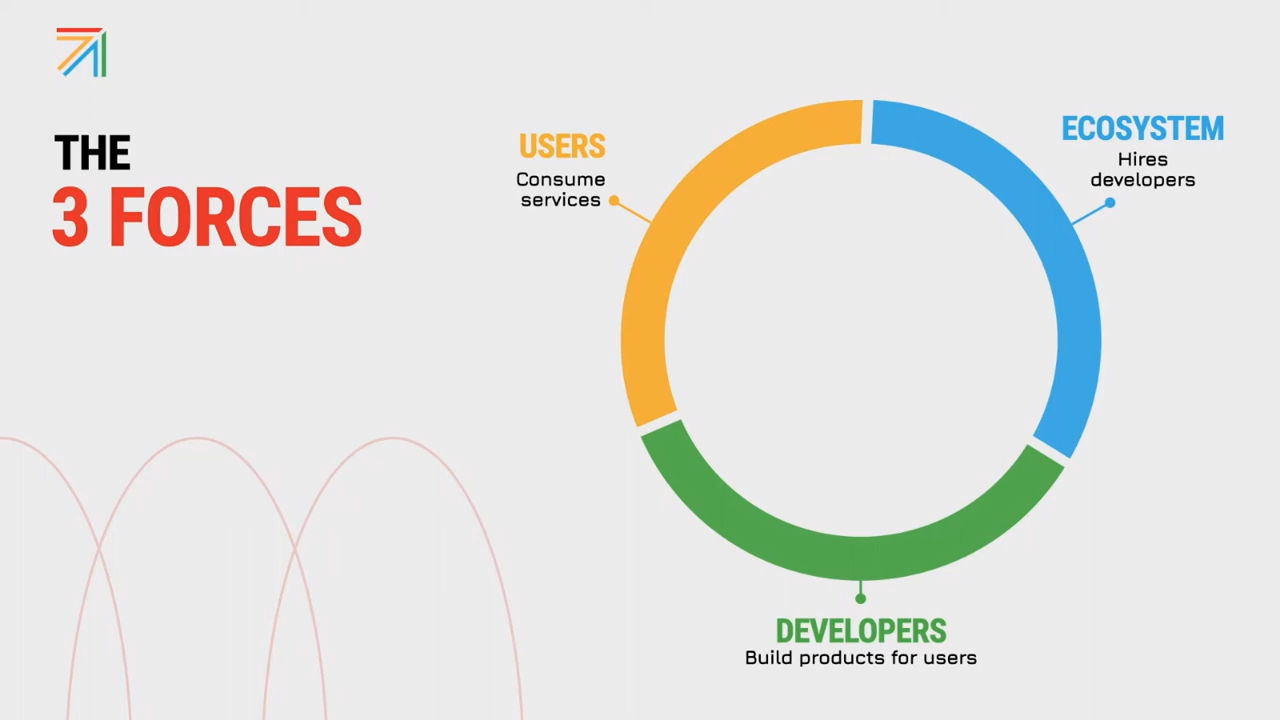 THE
3 FORCES
USERS
Consume
services
ECOSYSTEM
Hires
developers
DEVELOPERS
Build products for users